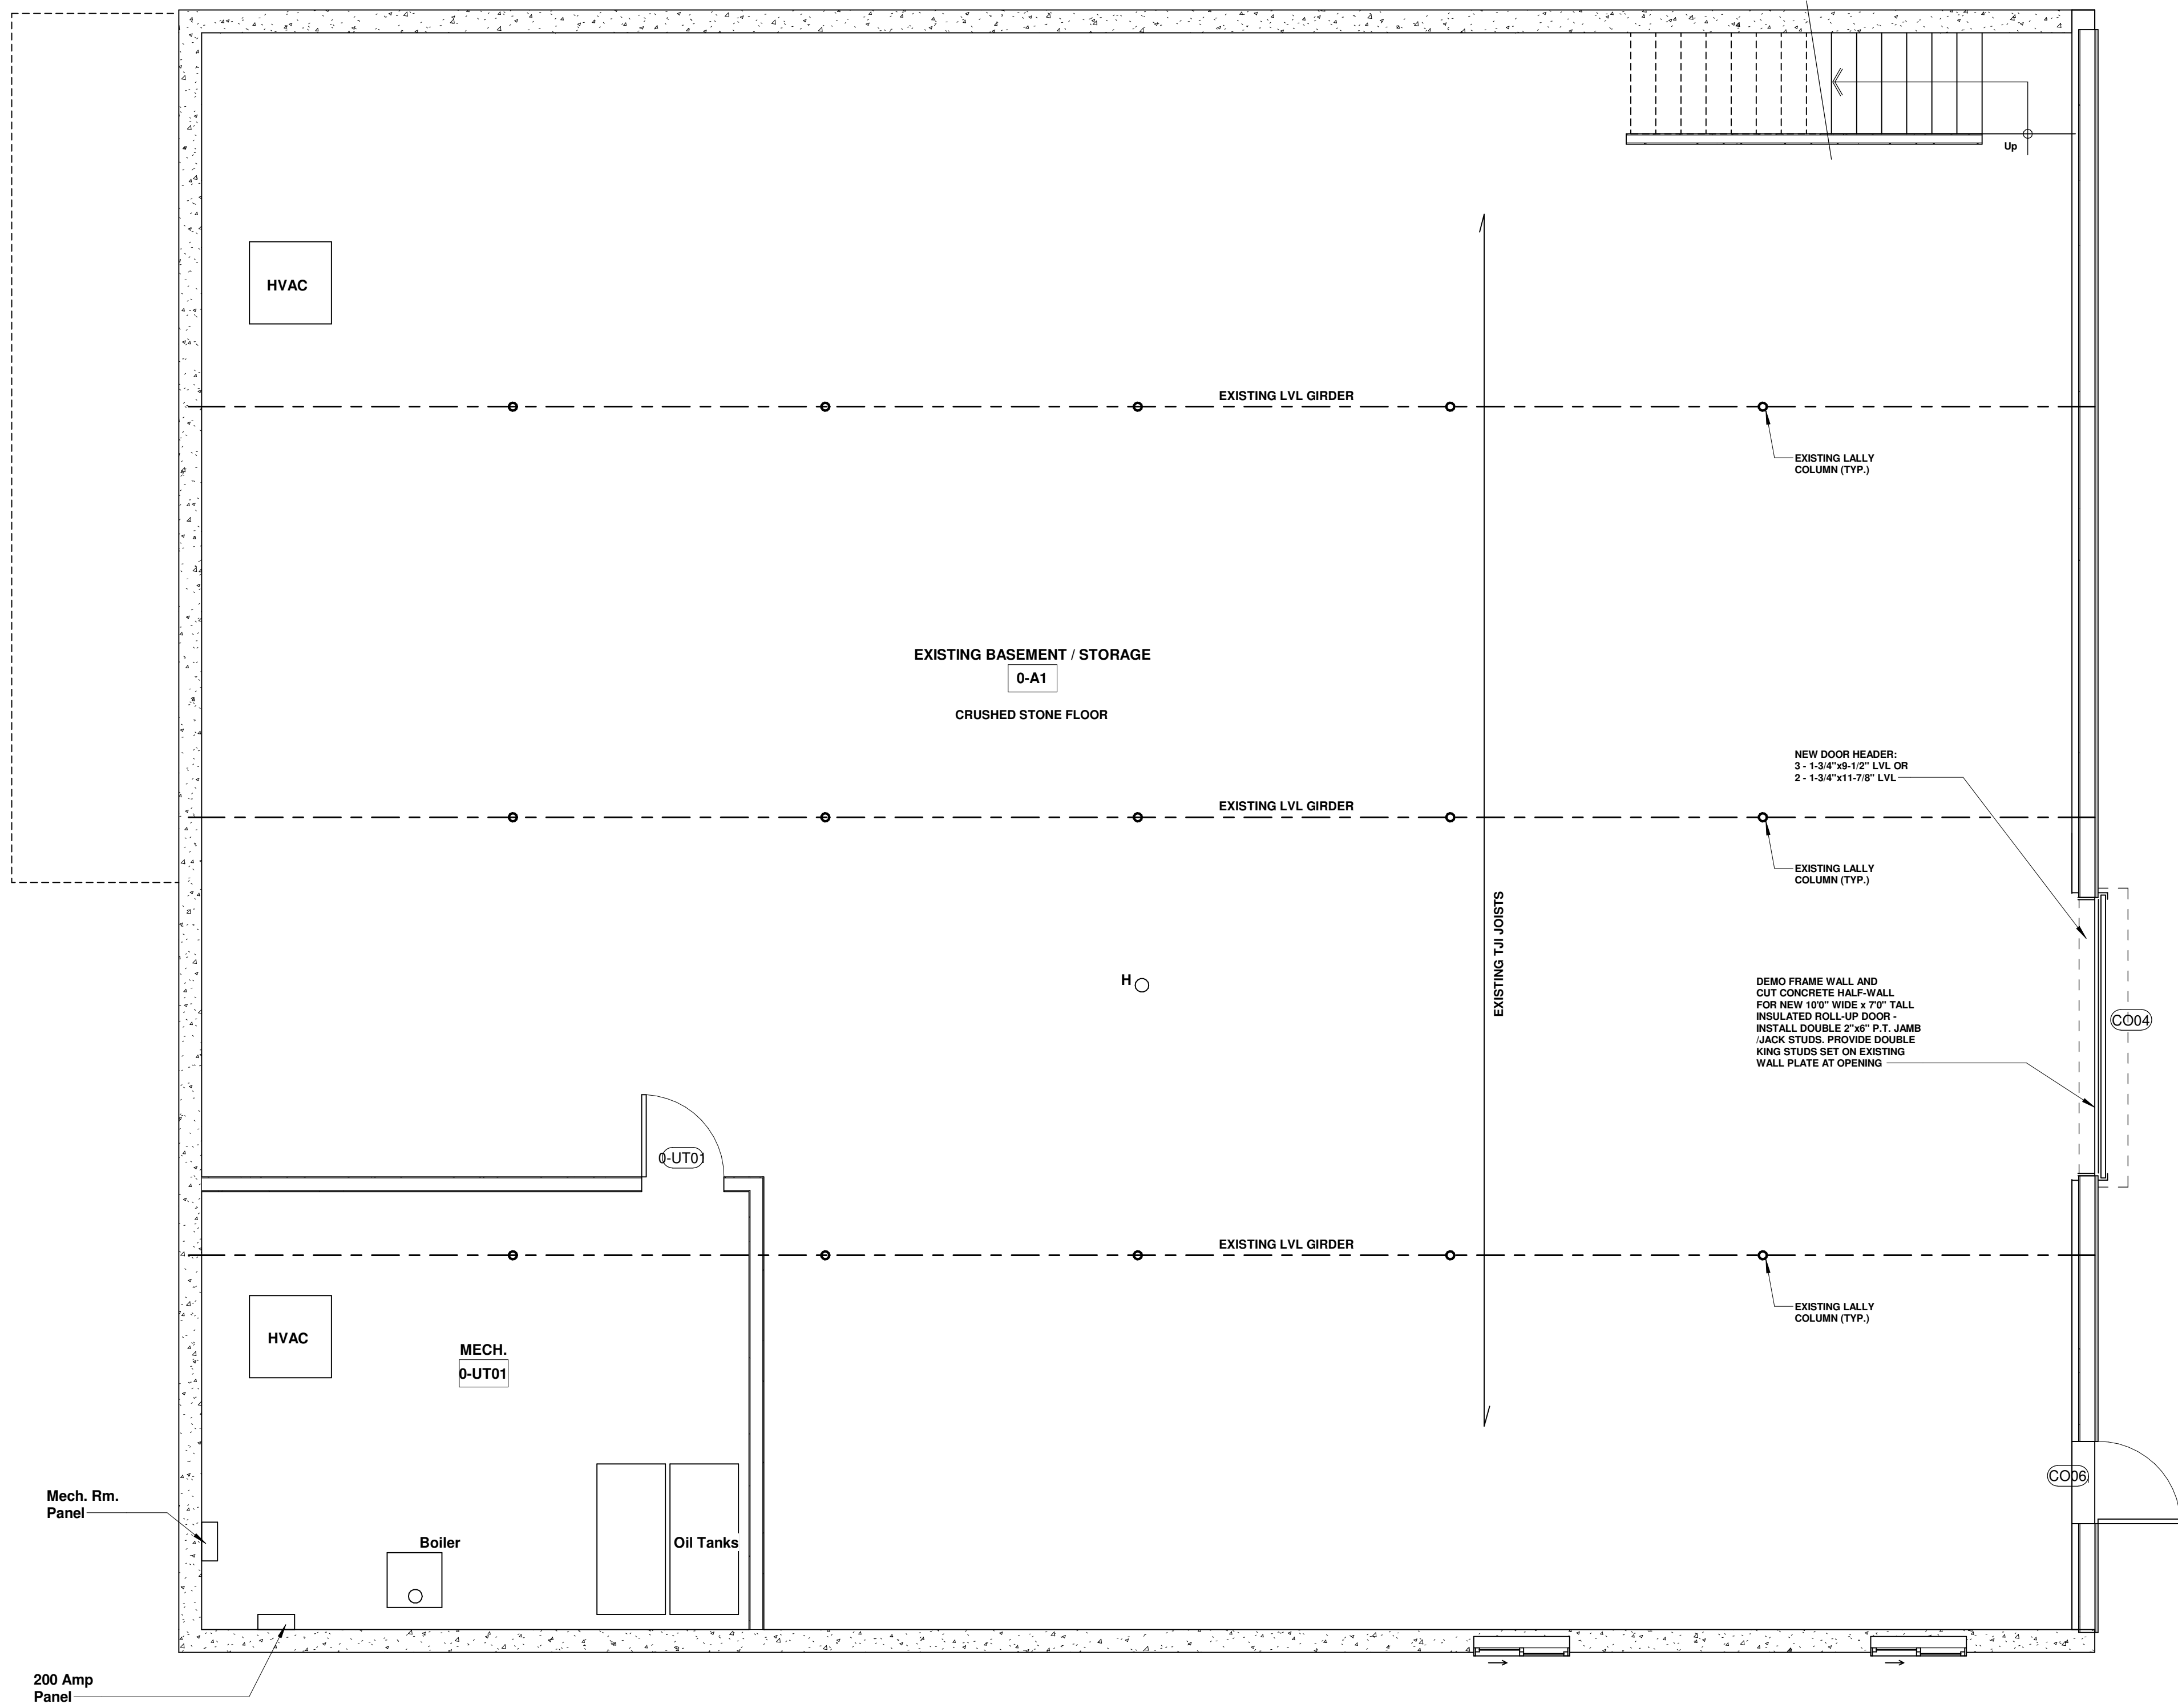 Up
HVAC
EXISTING LVL GIRDER
EXISTING LALLY
COLUMN (TYP.)
EXISTING BASEMENT / STORAGE
0-A1
CRUSHED STONE FLOOR
NEW DOOR HEADER:
3 - 1-3/4"x9-1/2" LVL OR
2 - 1-3/4"x11-7/8" LVL
EXISTING LVL GIRDER
EXISTING LALLY
COLUMN (TYP.)
EXISTING TJI JOISTS
H
DEMO FRAME WALL AND
CUT CONCRETE HALF-WALL
FOR NEW 10'0" WIDE x 7'0" TALL
INSULATED ROLL-UP DOOR -
INSTALL DOUBLE 2"x6" P.T. JAMB
/JACK STUDS. PROVIDE DOUBLE
KING STUDS SET ON EXISTING
WALL PLATE AT OPENING
CO04
0-UT01
EXISTING LVL GIRDER
EXISTING LALLY
COLUMN (TYP.)
HVAC
MECH.
0-UT01
CO06
Mech. Rm.
Panel
Boiler
Oil Tanks
200 Amp
Panel